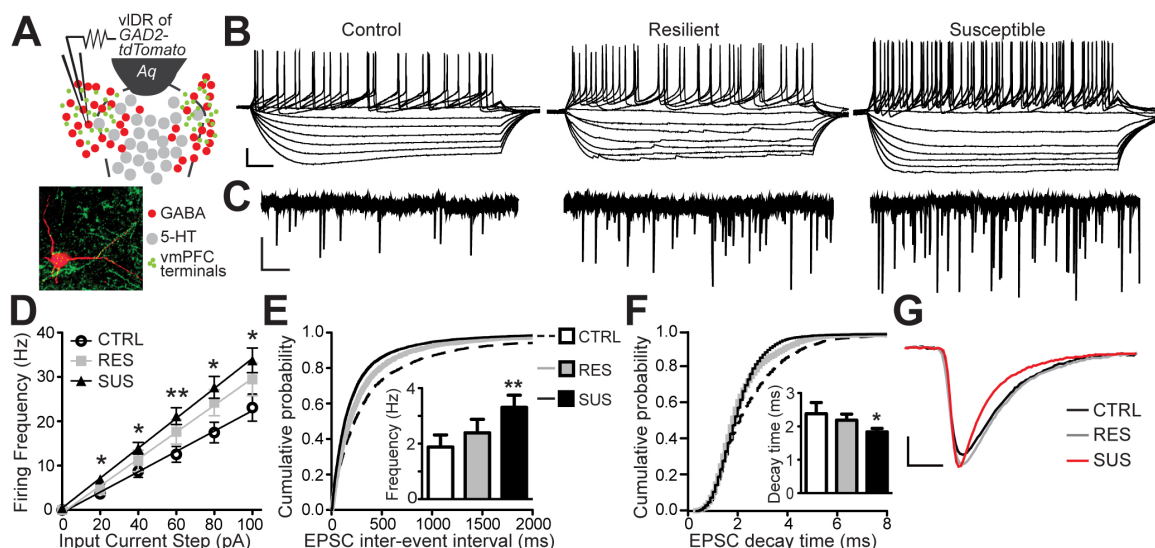 A
vlDR of
GAD2-
tdTomato
Aq
GABA
5-HT
vmPFC
terminals
B
Control
Resilient
Susceptible
C
D
40
30
20
10
0
Firing Frequency (Hz)
CTRL
RES
SUS
*
*
**
*
*
0 20 40 60 80 100
Input Current Step (pA)
E
1.0
0.8
0.6
0.4
0.2
0.0
Cumulative probability
CTRL
RES
SUS
4
2
0
Frequency (Hz)
**
0 500 1000 1500 2000
EPSC inter-event interval (ms)
F
1.0
0.8
0.6
0.4
0.2
0.0
Cumulative probability
3
2
1
0
Decay time (ms)
*
0 2 4 6 8
EPSC decay time (ms)
G
CTRL
RES
SUS